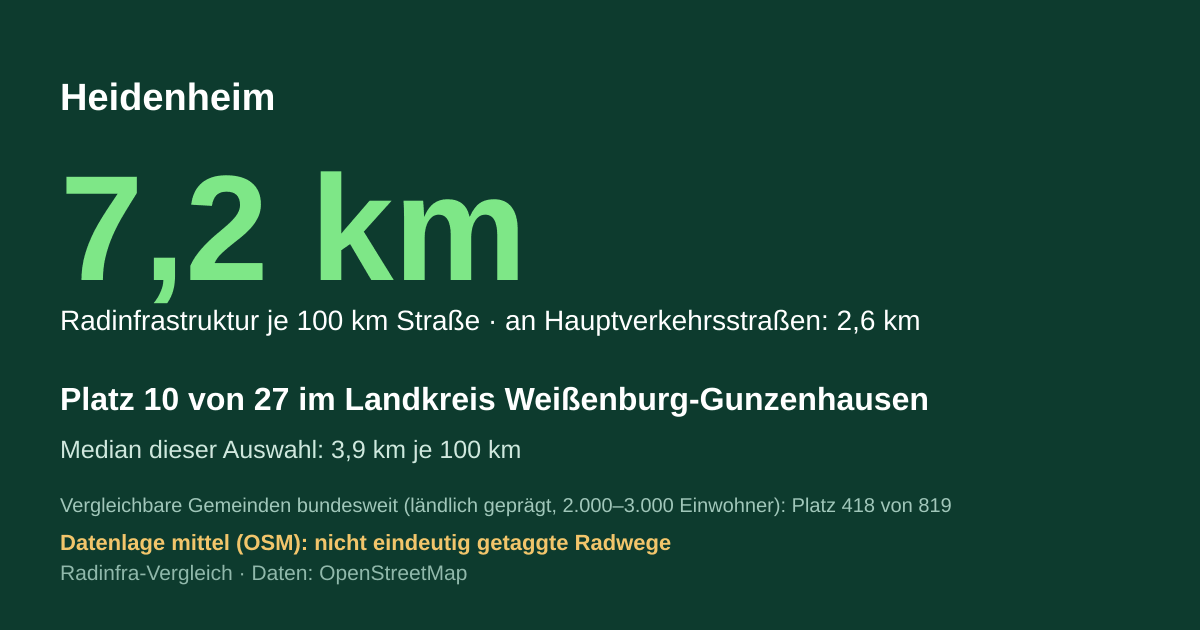 Heidenheim
7,2 km
Radinfrastruktur je 100 km Straße · an Hauptverkehrsstraßen: 2,6 km
Platz 10 von 27 im Landkreis Weißenburg-Gunzenhausen
Median dieser Auswahl: 3,9 km je 100 km
Vergleichbare Gemeinden bundesweit (ländlich geprägt, 2.000–3.000 Einwohner): Platz 418 von 819
Datenlage mittel (OSM): nicht eindeutig getaggte Radwege
Radinfra-Vergleich · Daten: OpenStreetMap